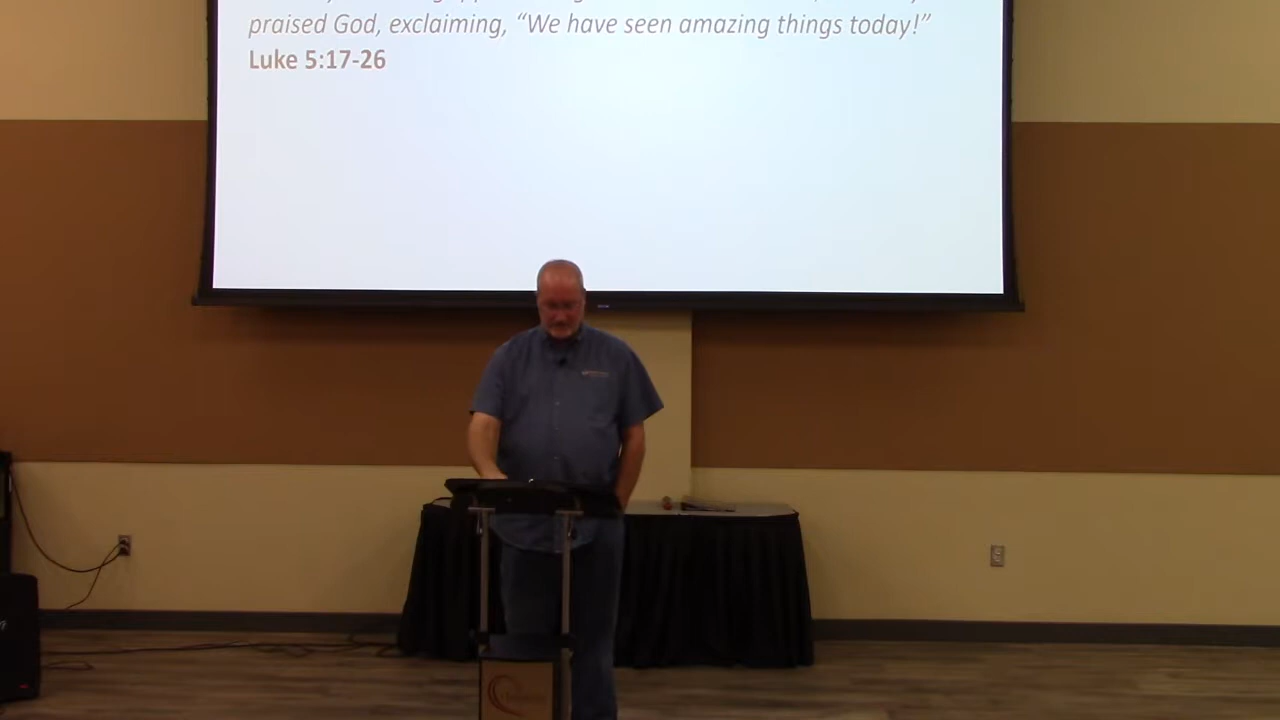 praised God, exclaiming, “We have seen amazing things today!”
Luke 5:17-26